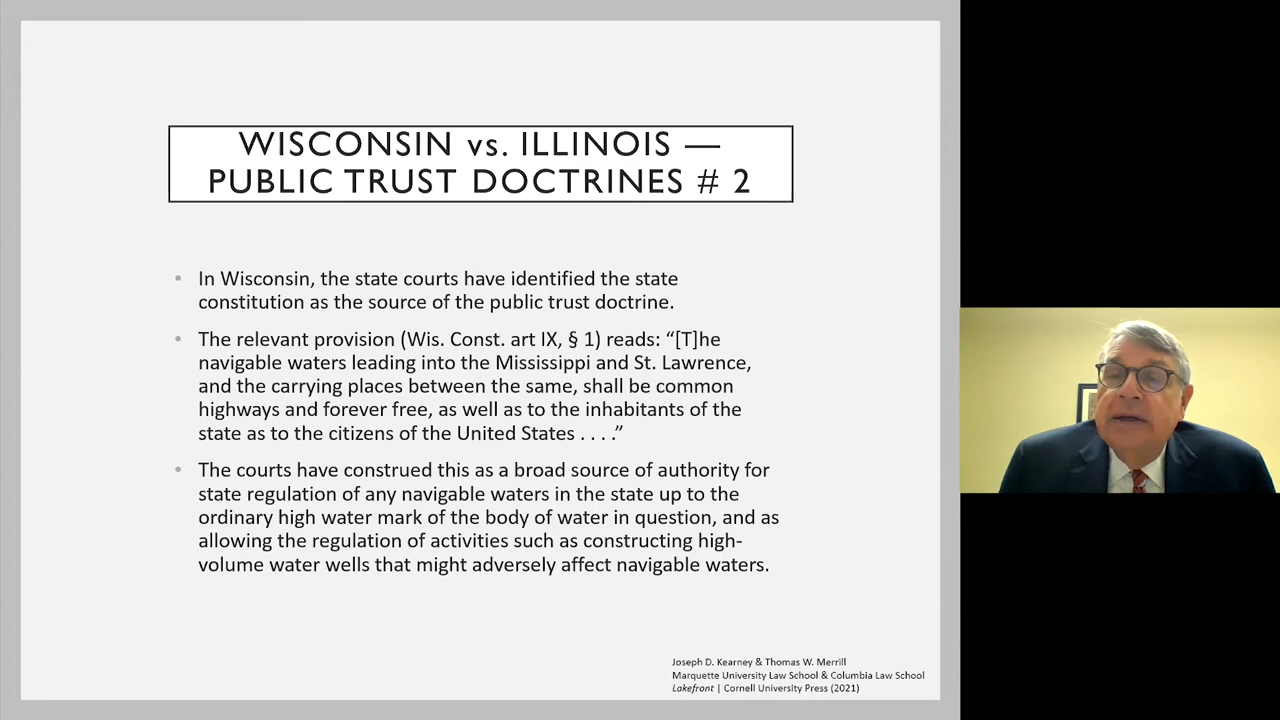 WISCONSIN vs. ILLINOIS —
PUBLIC TRUST DOCTRINES # 2
• In Wisconsin, the state courts have identified the state
constitution as the source of the public trust doctrine.
• The relevant provision (Wis. Const. art IX, § 1) reads: “[T]he
navigable waters leading into the Mississippi and St. Lawrence,
and the carrying places between the same, shall be common
highways and forever free, as well as to the inhabitants of the
state as to the citizens of the United States . . . .”
• The courts have construed this as a broad source of authority for
state regulation of any navigable waters in the state up to the
ordinary high water mark of the body of water in question, and as
allowing the regulation of activities such as constructing high-
volume water wells that might adversely affect navigable waters.
Joseph D. Kearney & Thomas W. Merrill
Marquette University Law School & Columbia Law School
Lakefront | Cornell University Press (2021)